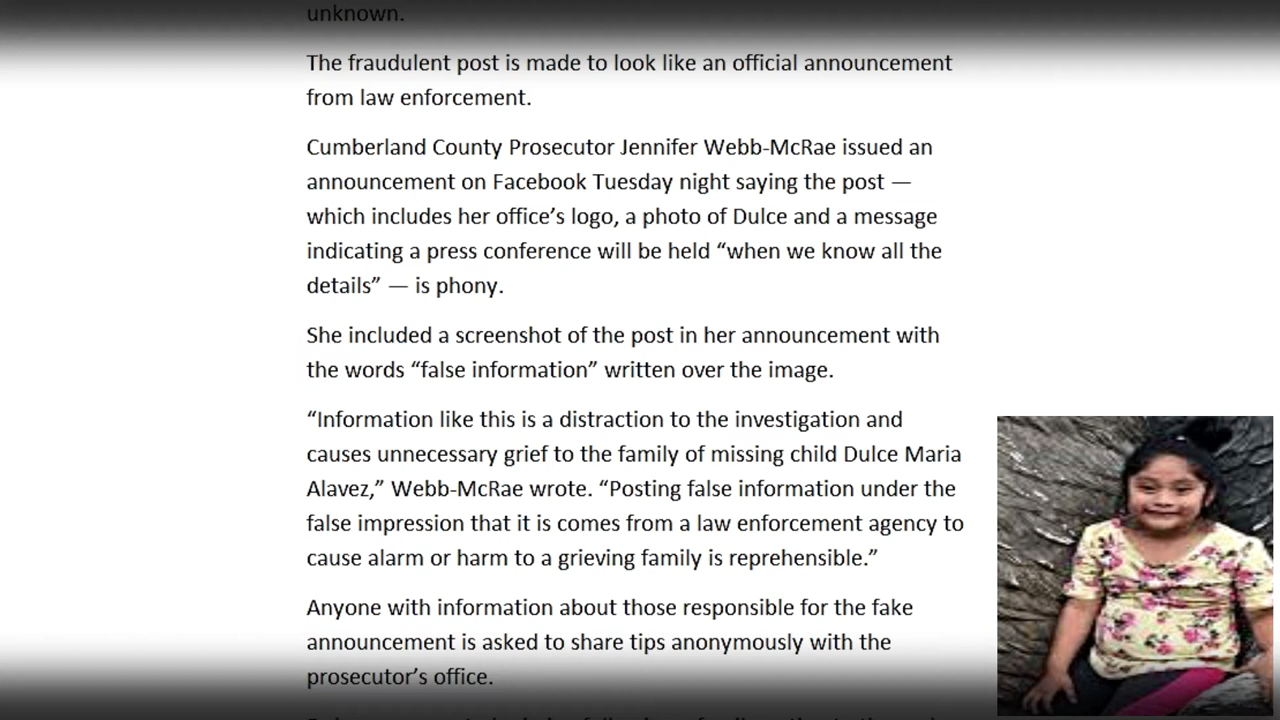 unknown.
The fraudulent post is made to look like an official announcement
from law enforcement.
Cumberland County Prosecutor Jennifer Webb-McRae issued an
announcement on Facebook Tuesday night saying the post —
which includes her office’s logo, a photo of Dulce and a message
indicating a press conference will be held “when we know all the
details” — is phony.
She included a screenshot of the post in her announcement with
the words “false information” written over the image.
“Information like this is a distraction to the investigation and
causes unnecessary grief to the family of missing child Dulce Maria
Alavez,” Webb-McRae wrote. “Posting false information under the
false impression that it is comes from a law enforcement agency to
cause alarm or harm to a grieving family is reprehensible.”
Anyone with information about those responsible for the fake
announcement is asked to share tips anonymously with the
prosecutor’s office.